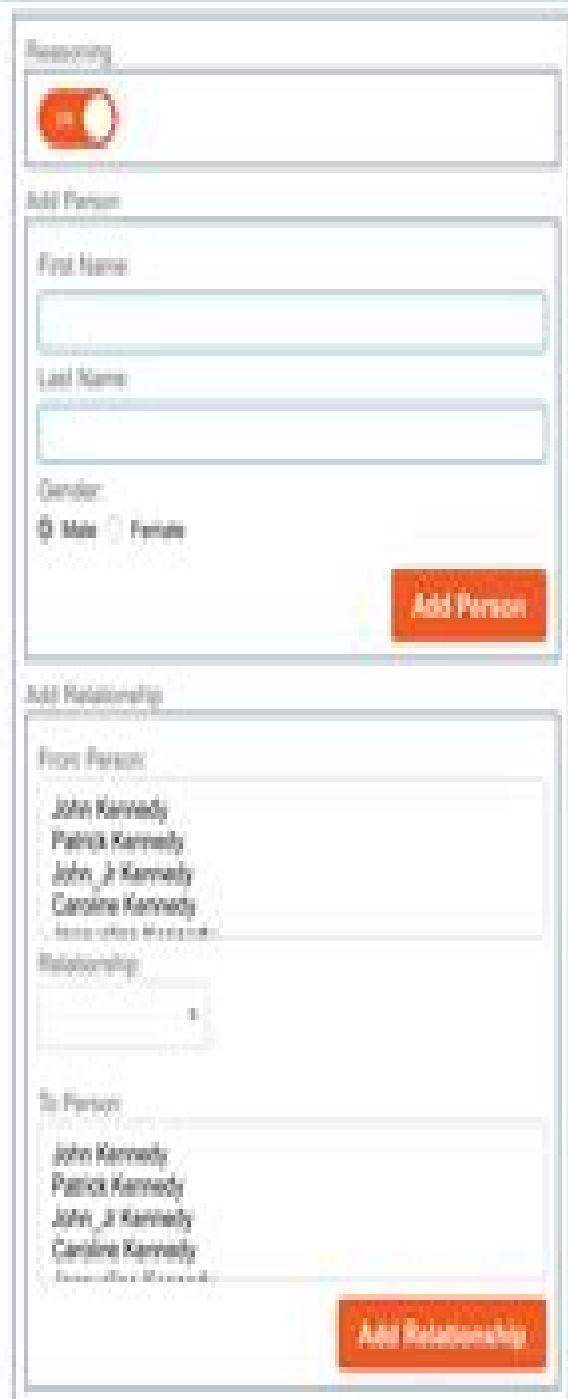 Reasoning
Add Person
First Name
Last Name
Gender:
Male Female
Add Person
Add Relationship
From Person:
John Kennedy
Patrick Kennedy
John_Jr Kennedy
Caroline Kennedy
Relationship:
To Person:
John Kennedy
Patrick Kennedy
John_Jr Kennedy
Caroline Kennedy
Add Relationship